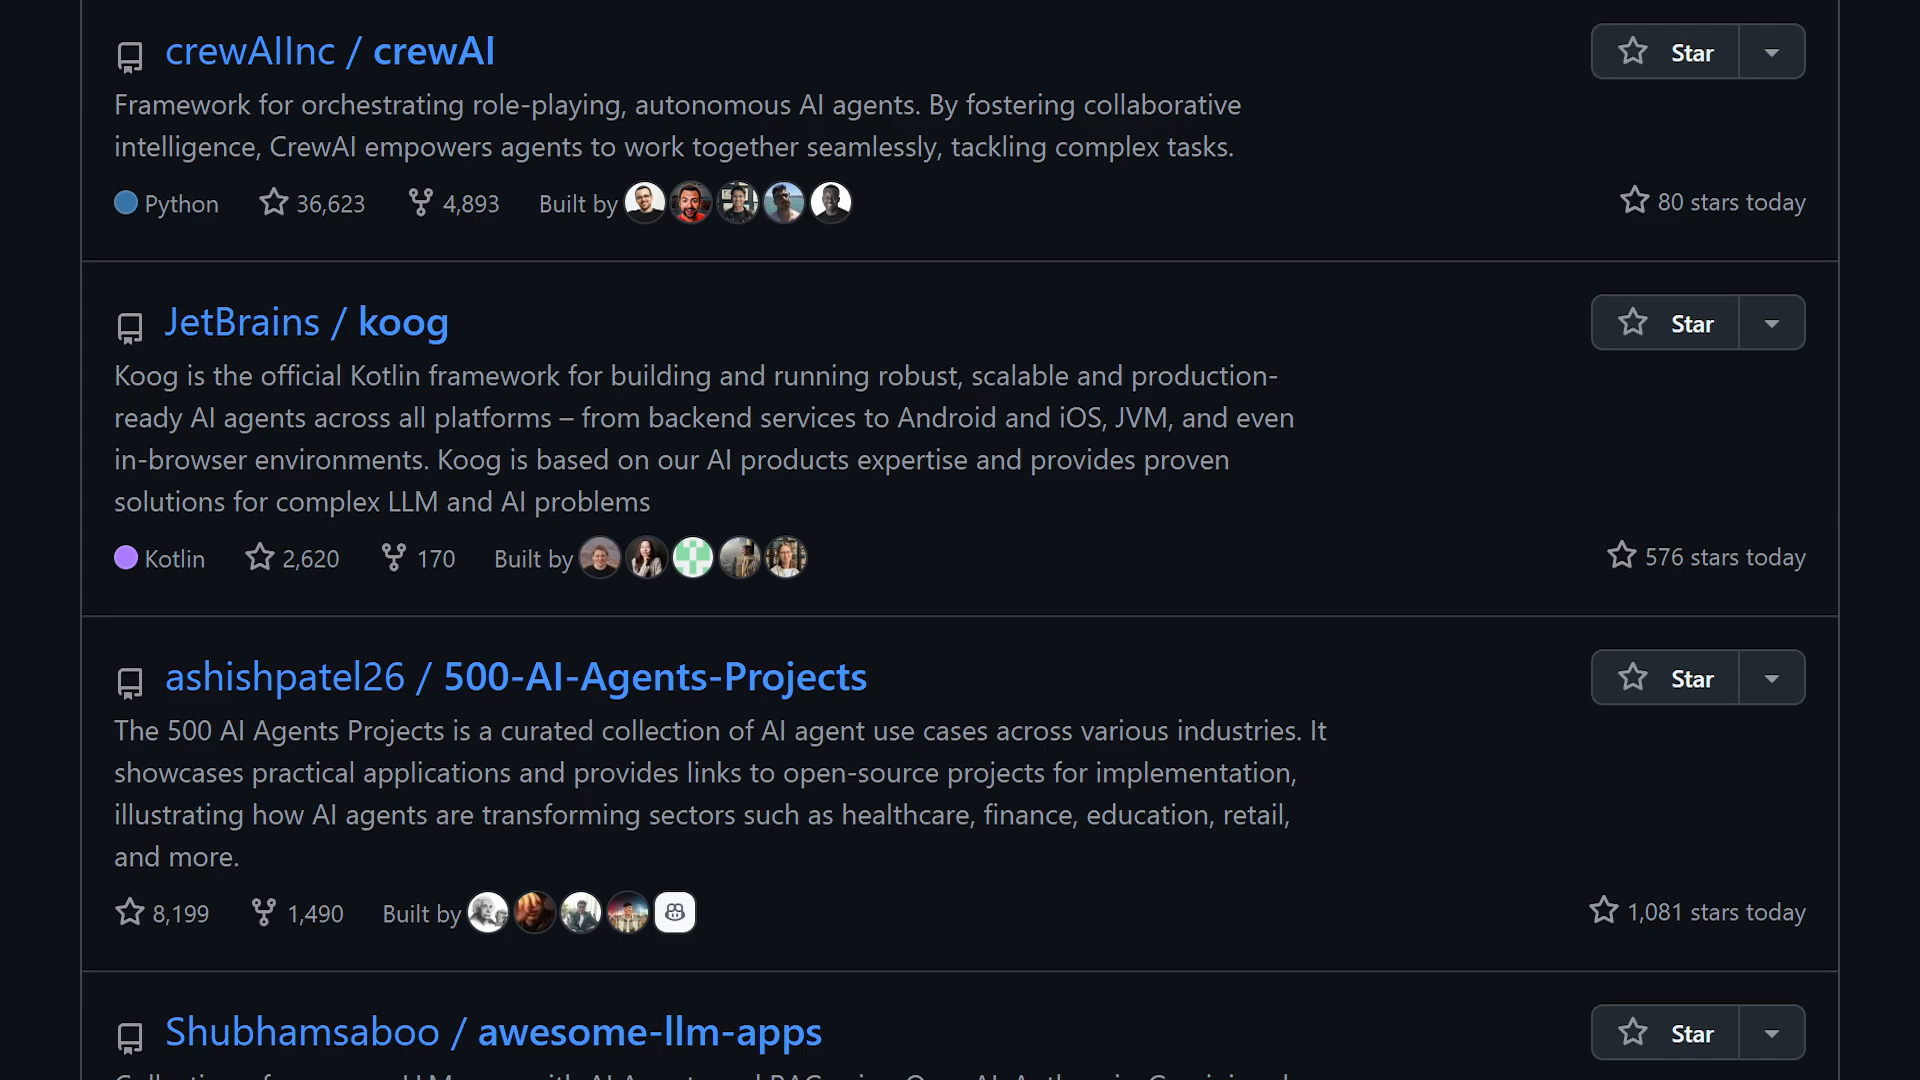 crewAIInc / crewAI
Star
Framework for orchestrating role-playing, autonomous AI agents. By fostering collaborative
intelligence, CrewAI empowers agents to work together seamlessly, tackling complex tasks.
Python 36,623 4,893 Built by 80 stars today
JetBrains / koog
Star
Koog is the official Kotlin framework for building and running robust, scalable and production-
ready AI agents across all platforms – from backend services to Android and iOS, JVM, and even
in-browser environments. Koog is based on our AI products expertise and provides proven
solutions for complex LLM and AI problems
Kotlin 2,620 170 Built by 576 stars today
ashishpatel26 / 500-AI-Agents-Projects
Star
The 500 AI Agents Projects is a curated collection of AI agent use cases across various industries. It
showcases practical applications and provides links to open-source projects for implementation,
illustrating how AI agents are transforming sectors such as healthcare, finance, education, retail,
and more.
8,199 1,490 Built by 1,081 stars today
Shubhamsaboo / awesome-llm-apps
Star